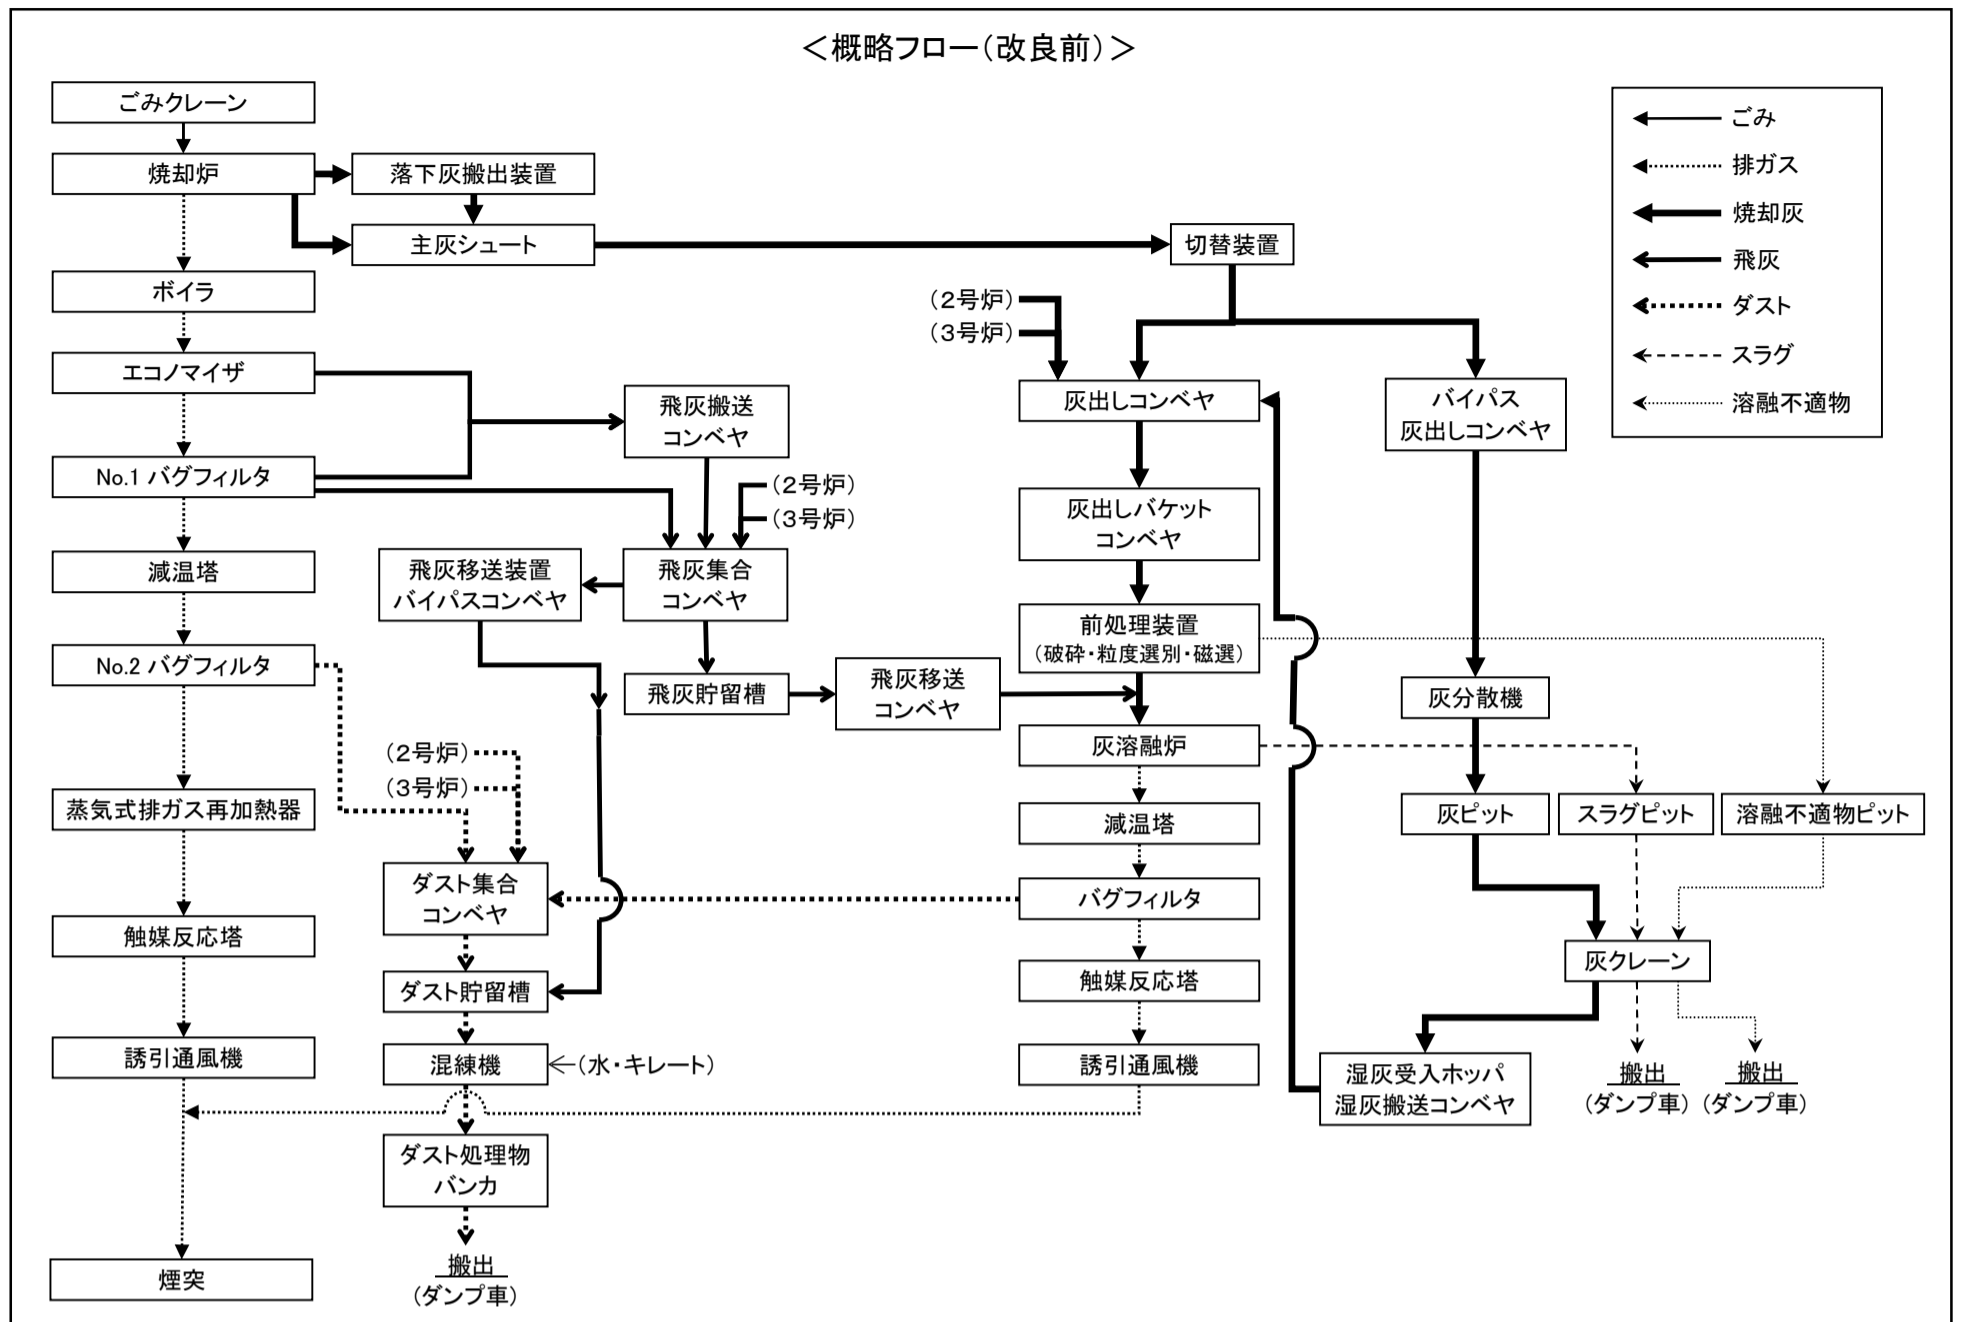 ＜概略フロー（改良前）＞
ごみクレーン
焼却炉
ボイラ
エコノマイザ
No.1 バグフィルタ
減温塔
No.2 バグフィルタ
蒸気式排ガス再加熱器
触媒反応塔
誘引通風機
煙突
落下灰搬出装置
主灰シュート
飛灰搬送
コンベヤ
（2号炉）
（3号炉）
飛灰移送装置
バイパスコンベヤ
飛灰集合
コンベヤ
飛灰貯留槽
飛灰移送
コンベヤ
（2号炉）
（3号炉）
ダスト集合
コンベヤ
ダスト貯留槽
混練機
（水・キレート）
ダスト処理物
バンカ
搬出
（ダンプ車）
切替装置
（2号炉）
（3号炉）
灰出しコンベヤ
灰出しバケット
コンベヤ
前処理装置
（破砕・粒度選別・磁選）
灰溶融炉
減温塔
バグフィルタ
触媒反応塔
誘引通風機
バイパス
灰出しコンベヤ
灰分散機
灰ピット
スラグピット
溶融不適物ピット
灰クレーン
湿灰受入ホッパ
湿灰搬送コンベヤ
搬出
（ダンプ車）
搬出
（ダンプ車）
ごみ
排ガス
焼却灰
飛灰
ダスト
スラグ
溶融不適物